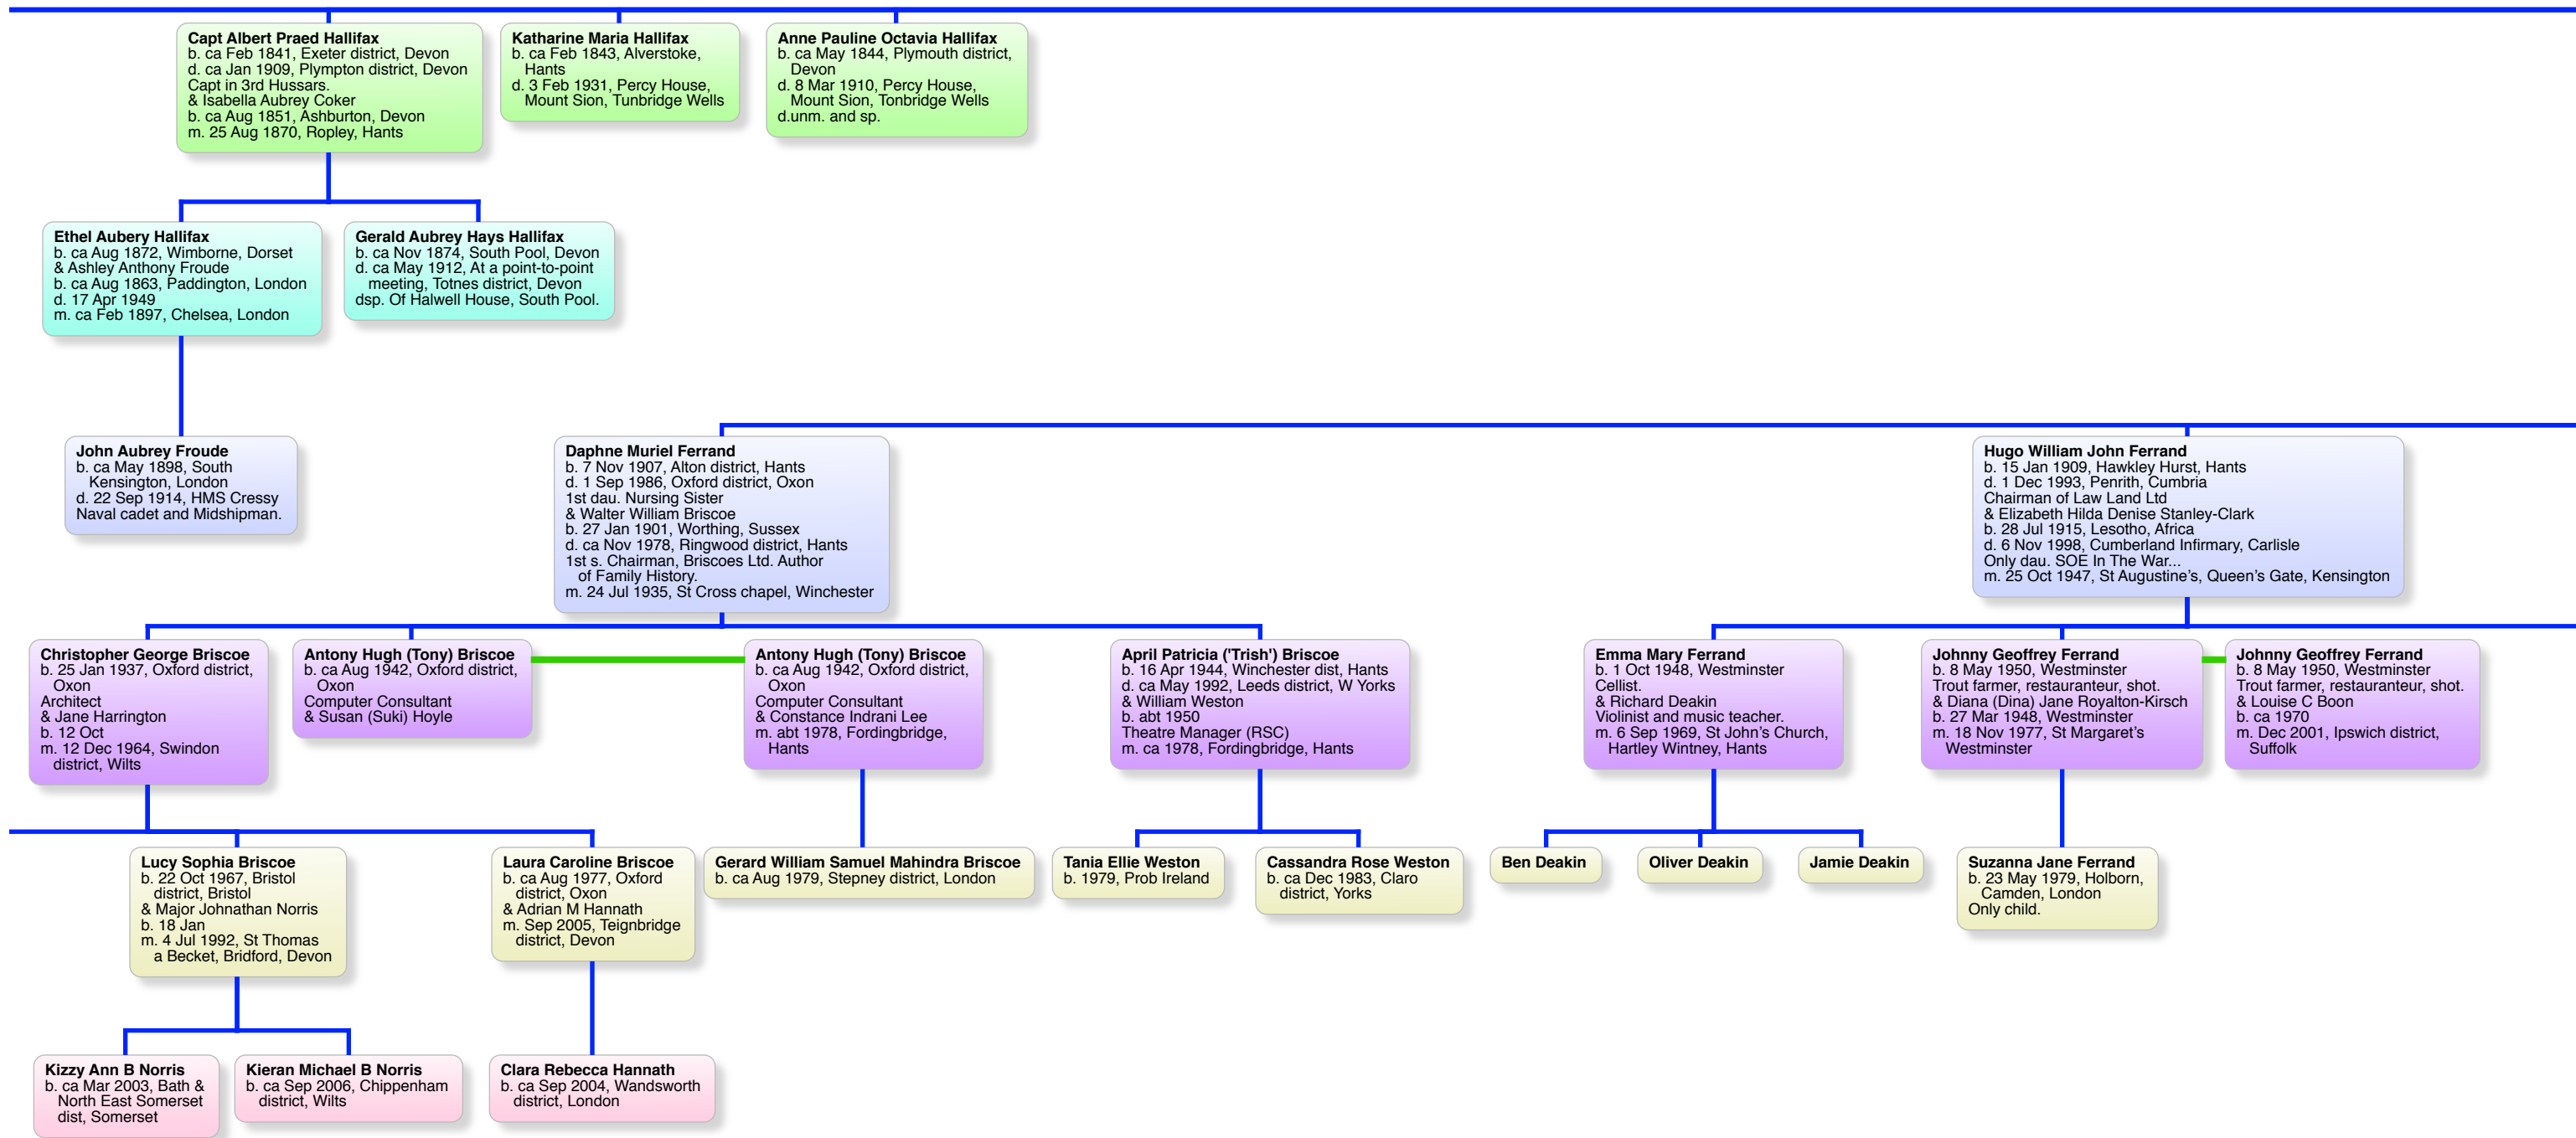 Capt Albert Praed Hallifax
b. ca Feb 1841, Exeter district, Devon
d. ca Jan 1909, Plympton district, Devon
Capt in 3rd Hussars.
& Isabella Aubrey Coker
b. ca Aug 1851, Ashburton, Devon
m. 25 Aug 1870, Ropley, Hants
Katharine Maria Hallifax
b. ca Feb 1843, Alverstoke,
Hants
d. 3 Feb 1931, Percy House,
Mount Sion, Tunbridge Wells
Anne Pauline Octavia Hallifax
b. ca May 1844, Plymouth district,
Devon
d. 8 Mar 1910, Percy House,
Mount Sion, Tonbridge Wells
d.unm. and sp.
Ethel Aubery Hallifax
b. ca Aug 1872, Wimborne, Dorset
& Ashley Anthony Froude
b. ca Aug 1863, Paddington, London
d. 17 Apr 1949
m. ca Feb 1897, Chelsea, London
Gerald Aubrey Hays Hallifax
b. ca Nov 1874, South Pool, Devon
d. ca May 1912, At a point-to-point
meeting, Totnes district, Devon
dsp. Of Halwell House, South Pool.
John Aubrey Froude
b. ca May 1898, South
Kensington, London
d. 22 Sep 1914, HMS Cressy
Naval cadet and Midshipman.
Daphne Muriel Ferrand
b. 7 Nov 1907, Alton district, Hants
d. 1 Sep 1986, Oxford district, Oxon
1st dau. Nursing Sister
& Walter William Briscoe
b. 27 Jan 1901, Worthing, Sussex
d. ca Nov 1978, Ringwood district, Hants
1st s. Chairman, Briscoes Ltd. Author
of Family History.
m. 24 Jul 1935, St Cross chapel, Winchester
Hugo William John Ferrand
b. 15 Jan 1909, Hawkley Hurst, Hants
d. 1 Dec 1993, Penrith, Cumbria
Chairman of Law Land Ltd
& Elizabeth Hilda Denise Stanley-Clark
b. 28 Jul 1915, Lesotho, Africa
d. 6 Nov 1998, Cumberland Infirmary, Carlisle
Only dau. SOE In The War...
m. 25 Oct 1947, St Augustine's, Queen's Gate, Kensington
Christopher George Briscoe
b. 25 Jan 1937, Oxford district,
Oxon
Architect
& Jane Harrington
b. 12 Oct
m. 12 Dec 1964, Swindon
district, Wilts
Antony Hugh (Tony) Briscoe
b. ca Aug 1942, Oxford district,
Oxon
Computer Consultant
& Susan (Suki) Hoyle
Antony Hugh (Tony) Briscoe
b. ca Aug 1942, Oxford district,
Oxon
Computer Consultant
& Constance Indrani Lee
m. abt 1978, Fordingbridge,
Hants
April Patricia ('Trish') Briscoe
b. 16 Apr 1944, Winchester dist, Hants
d. ca May 1992, Leeds district, W Yorks
& William Weston
b. abt 1950
Theatre Manager (RSC)
m. ca 1978, Fordingbridge, Hants
Emma Mary Ferrand
b. 1 Oct 1948, Westminster
Cellist.
& Richard Deakin
Violinist and music teacher.
m. 6 Sep 1969, St John's Church,
Hartley Wintney, Hants
Johnny Geoffrey Ferrand
b. 8 May 1950, Westminster
Trout farmer, restauranteur, shot.
& Diana (Dina) Jane Royalton-Kirsch
b. 27 Mar 1948, Westminster
m. 18 Nov 1977, St Margaret's
Westminster
Johnny Geoffrey Ferrand
b. 8 May 1950, Westminster
Trout farmer, restauranteur, shot.
& Louise C Boon
b. ca 1970
m. Dec 2001, Ipswich district,
Suffolk
Lucy Sophia Briscoe
b. 22 Oct 1967, Bristol
district, Bristol
& Major Johnathan Norris
b. 18 Jan
m. 4 Jul 1992, St Thomas
a Becket, Bridford, Devon
Laura Caroline Briscoe
b. ca Aug 1977, Oxford
district, Oxon
& Adrian M Hannath
m. Sep 2005, Teignbridge
district, Devon
Gerard William Samuel Mahindra Briscoe
b. ca Aug 1979, Stepney district, London
Tania Ellie Weston
b. 1979, Prob Ireland
Cassandra Rose Weston
b. ca Dec 1983, Claro
district, Yorks
Ben Deakin
Oliver Deakin
Jamie Deakin
Suzanna Jane Ferrand
b. 23 May 1979, Holborn,
Camden, London
Only child.
Kizzy Ann B Norris
b. ca Mar 2003, Bath &
North East Somerset
dist, Somerset
Kieran Michael B Norris
b. ca Sep 2006, Chippenham
district, Wilts
Clara Rebecca Hannath
b. ca Sep 2004, Wandsworth
district, London